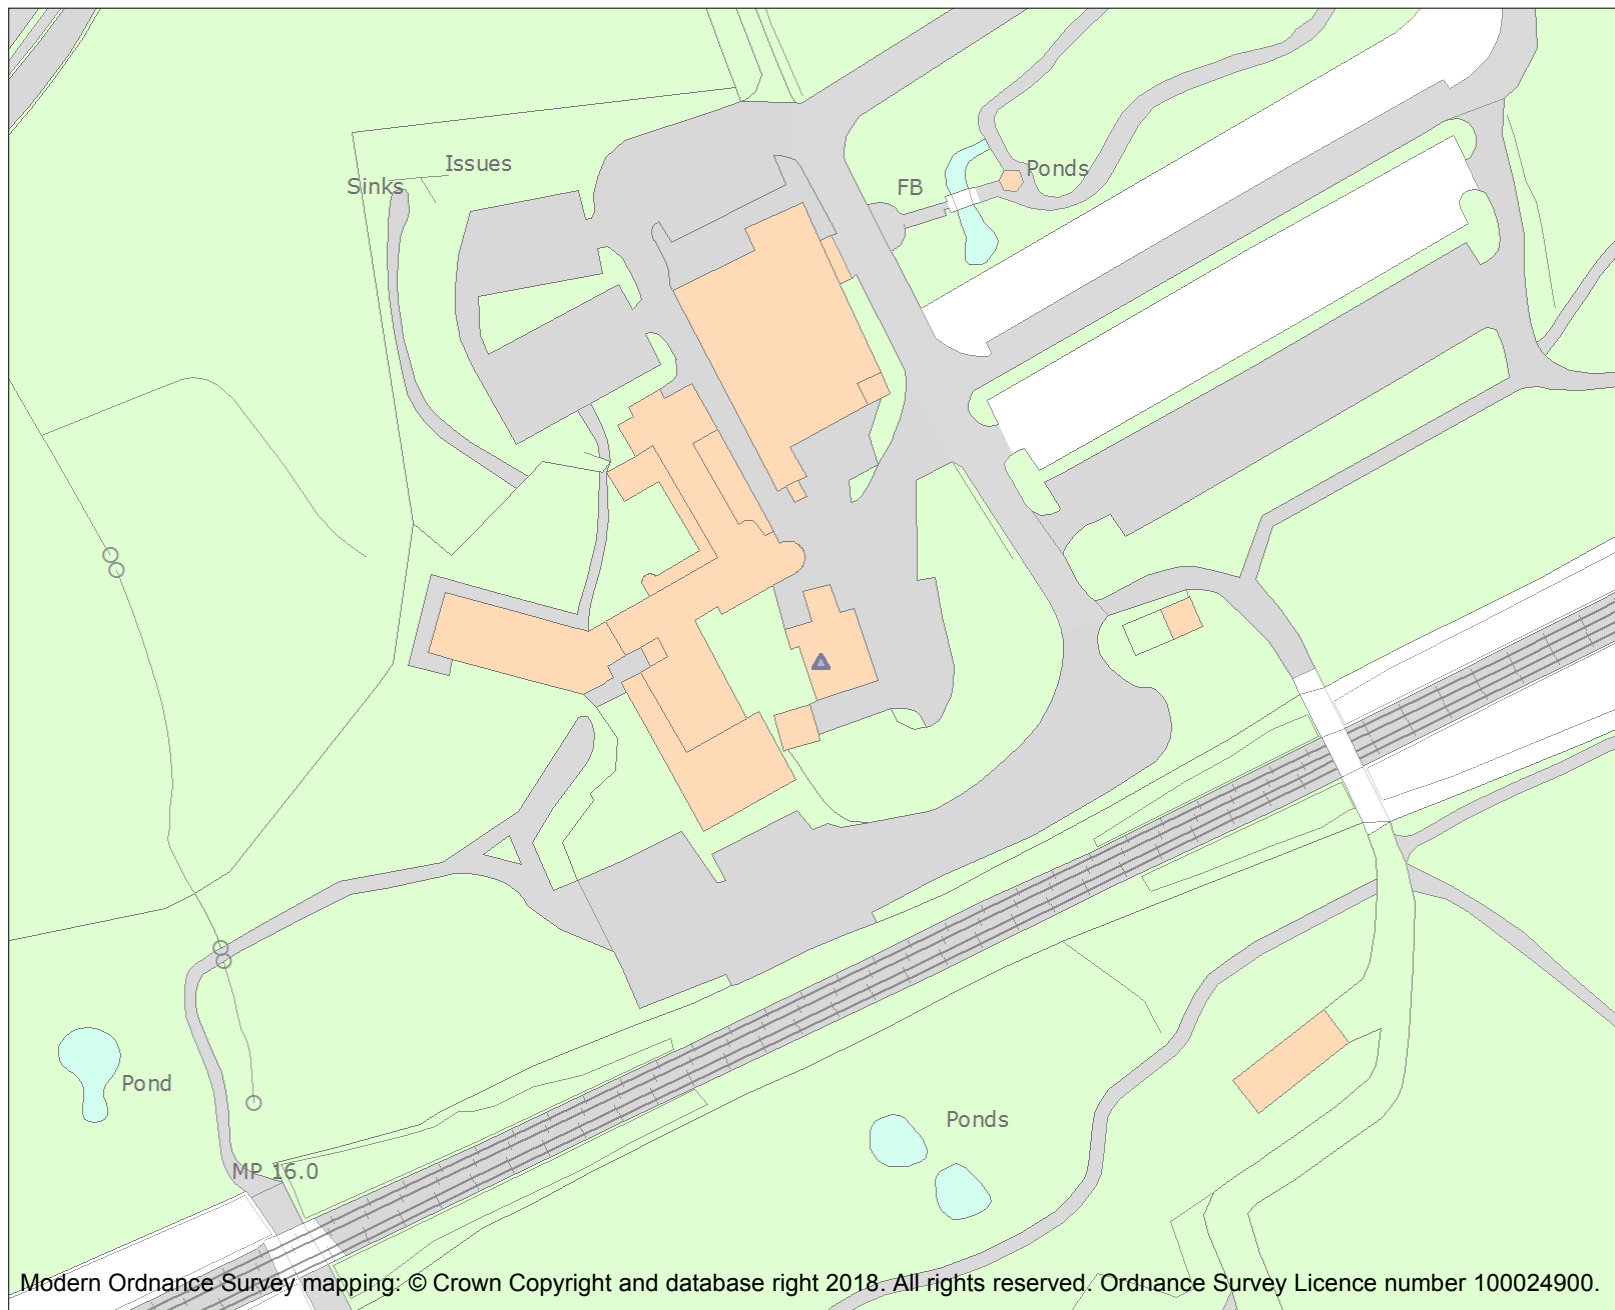 Issues
Sinks
FB
Ponds
Pond
Ponds
MP 16.0
Modern Ordnance Survey mapping: © Crown Copyright and database right 2018. All rights reserved. Ordnance Survey Licence number 100024900.